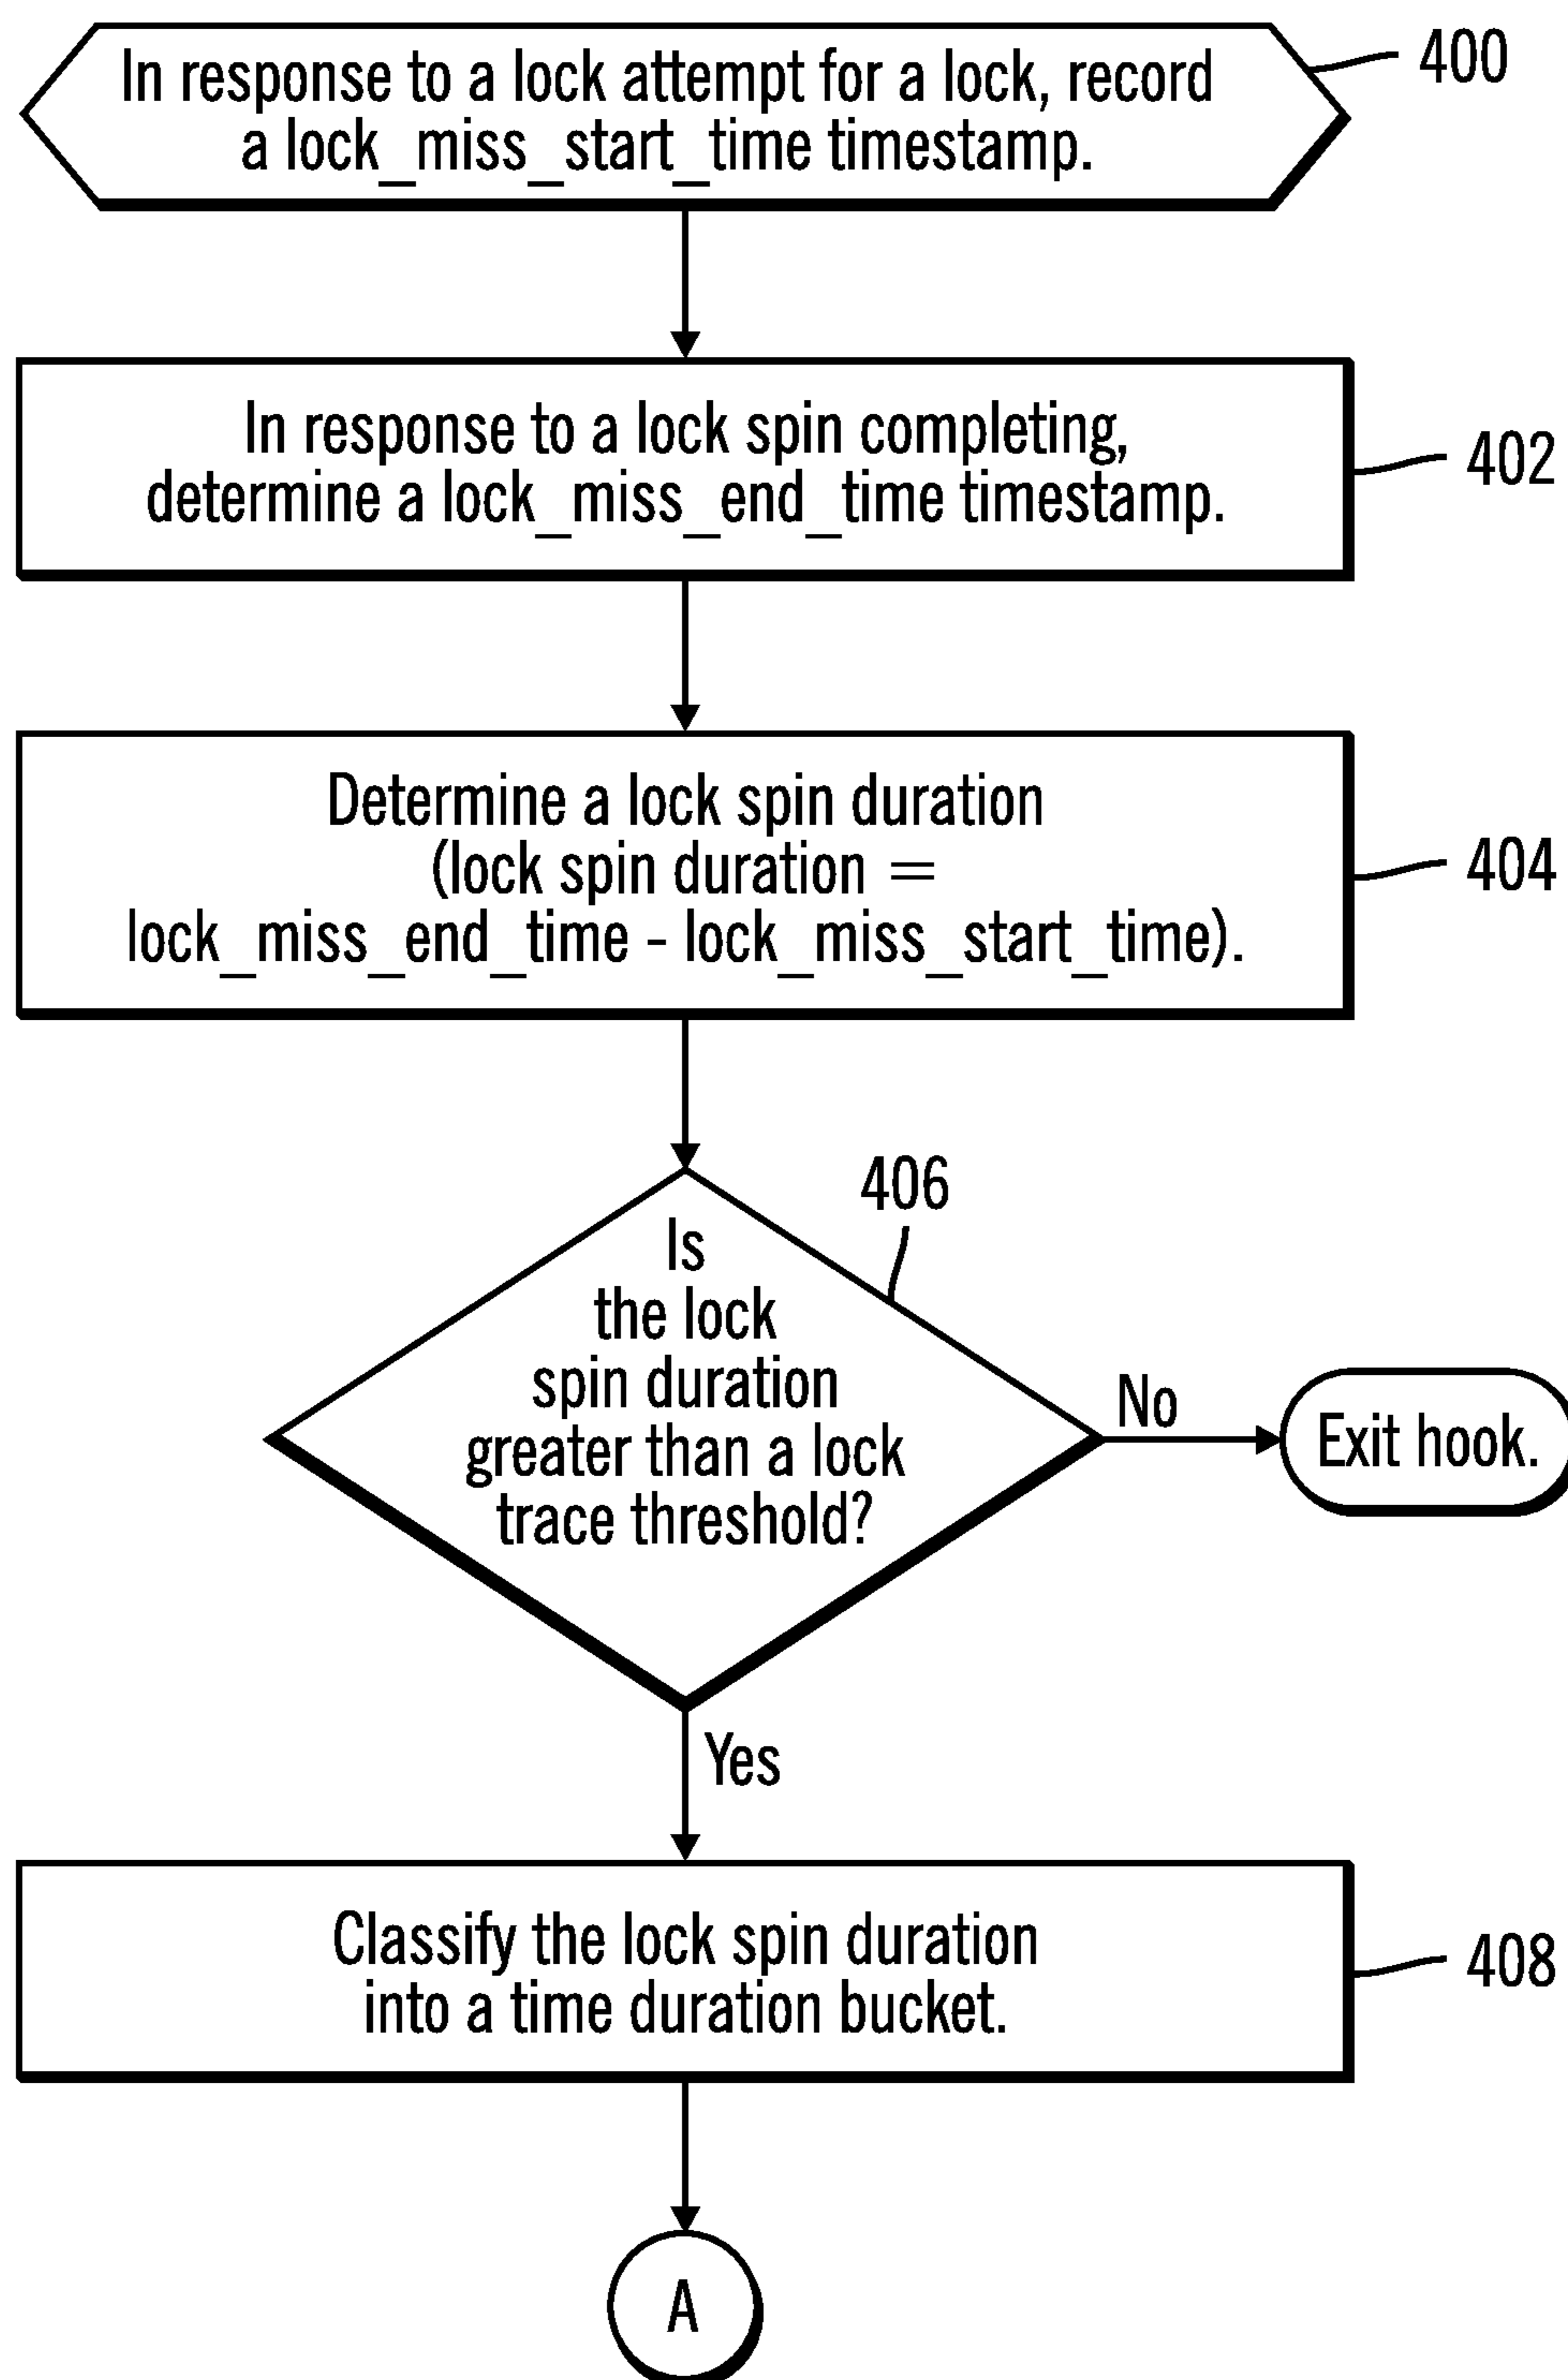 In response to a lock attempt for a lock, record
a lock_miss_start_time timestamp.
400
In response to a lock spin completing,
determine a lock_miss_end_time timestamp.
402
Determine a lock spin duration
(lock spin duration =
lock_miss_end_time - lock_miss_start_time).
404
406
Is
the lock
spin duration
greater than a lock
trace threshold?
No
Exit hook.
Yes
Classify the lock spin duration
into a time duration bucket.
408
A